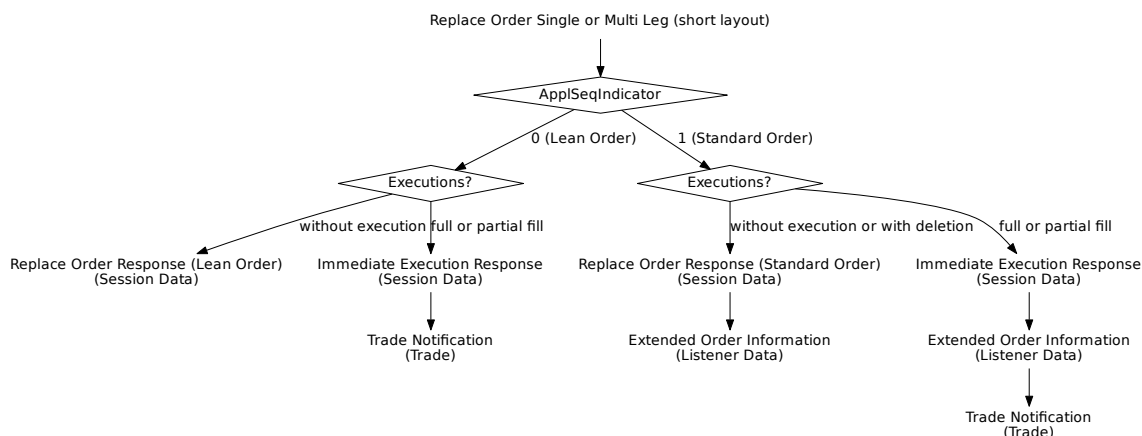 Replace Order Single or Multi Leg (short layout)
ApplSeqIndicator
0 (Lean Order)
1 (Standard Order)
Executions?
Executions?
without execution
full or partial fill
without execution or with deletion
full or partial fill
Replace Order Response (Lean Order)
(Session Data)
Immediate Execution Response
(Session Data)
Replace Order Response (Standard Order)
(Session Data)
Immediate Execution Response
(Session Data)
Trade Notification
(Trade)
Extended Order Information
(Listener Data)
Extended Order Information
(Listener Data)
Trade Notification
(Trade)